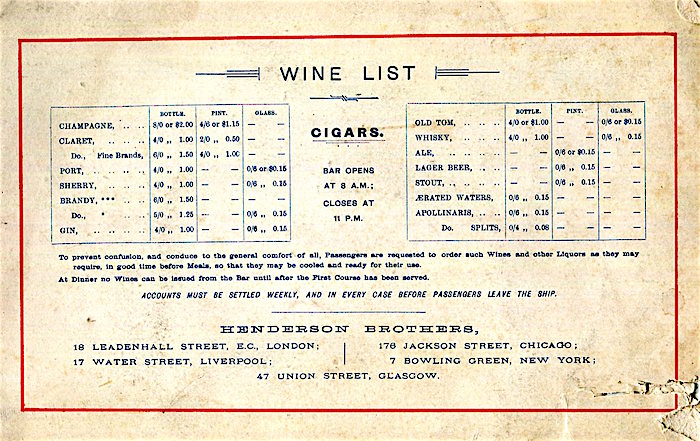 WINE LIST
BOTTLE. PINT. GLASS.
CHAMPAGNE, .. .. 8/0 or $2.00 4/6 or $1.15 — —
CLARET, .. .. .. 4/0 ,, 1.00 2/0 ,, 0.50 — —
Do., Fine Brands, 6/0 ,, 1.50 4/0 ,, 1.00 — —
PORT, .. .. .. 4/0 ,, 1.00 — — 0/6 or $0.15
SHERRY, .. .. .. 4/0 ,, 1.00 — — 0/6 ,, 0.15
BRANDY, *** .. .. 6/0 ,, 1.50 — — — —
Do., * .. .. 5/0 ,, 1.25 — — 0/6 ,, 0.15
GIN, .. .. .. 4/0 ,, 1.00 — — 0/6 ,, 0.15
CIGARS.
BAR OPENS
AT 8 A.M.;
CLOSES AT
11 P.M.
BOTTLE. PINT. GLASS.
OLD TOM, .. .. .. 4/0 or $1.00 — — 0/6 or $0.15
WHISKY, .. .. .. 4/0 ,, 1.00 — — 0/6 ,, 0.15
ALE, .. .. .. .. — — 0/6 or $0.15 — —
LAGER BEER, .. .. — — 0/6 ,, 0.15 — —
STOUT, .. .. .. — — 0/6 ,, 0.15 — —
ÆRATED WATERS, 0/6 ,, 0.15 — — — —
APOLLINARIS, .. .. 0/6 ,, 0.15 — — — —
Do. SPLITS, .. 0/4 ,, 0.08 — — — —
To prevent confusion, and conduce to the general comfort of all, Passengers are requested to order such Wines and other Liquors as they may
require, in good time before Meals, so that they may be cooled and ready for their use.
At Dinner no Wines can be issued from the Bar until after the First Course has been served.
ACCOUNTS MUST BE SETTLED WEEKLY, AND IN EVERY CASE BEFORE PASSENGERS LEAVE THE SHIP.
HENDERSON BROTHERS,
18 LEADENHALL STREET, E.C., LONDON; 176 JACKSON STREET, CHICAGO;
17 WATER STREET, LIVERPOOL; 7 BOWLING GREEN, NEW YORK;
47 UNION STREET, GLASGOW.